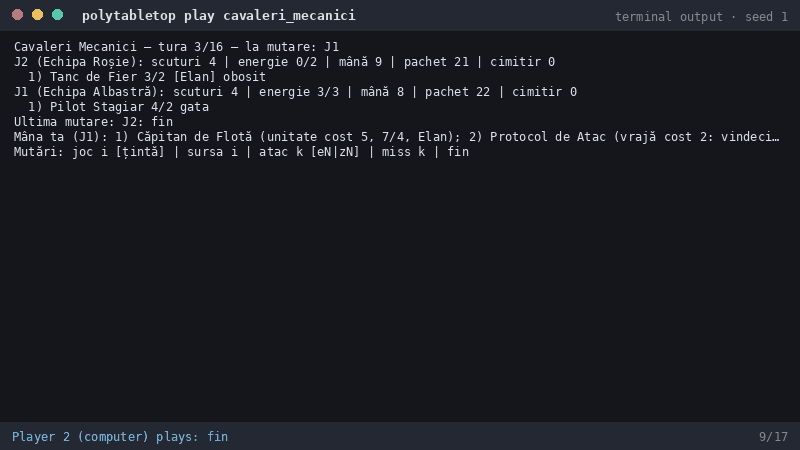 polytabletop play cavaleri_mecanici
terminal output · seed 1
Cavaleri Mecanici — tura 3/16 — la mutare: J1
J2 (Echipa Roșie): scuturi 4 | energie 0/2 | mână 9 | pachet 21 | cimitir 0
1) Tanc de Fier 3/2 [Elan] obosit
J1 (Echipa Albastră): scuturi 4 | energie 3/3 | mână 8 | pachet 22 | cimitir 0
1) Pilot Stagiar 4/2 gata
Ultima mutare: J2: fin
Mâna ta (J1): 1) Căpitan de Flotă (unitate cost 5, 7/4, Elan); 2) Protocol de Atac (vrajă cost 2: vindeci…
Mutări: joc i [țintă] | sursa i | atac k [eN|zN] | miss k | fin
Player 2 (computer) plays: fin
9/17